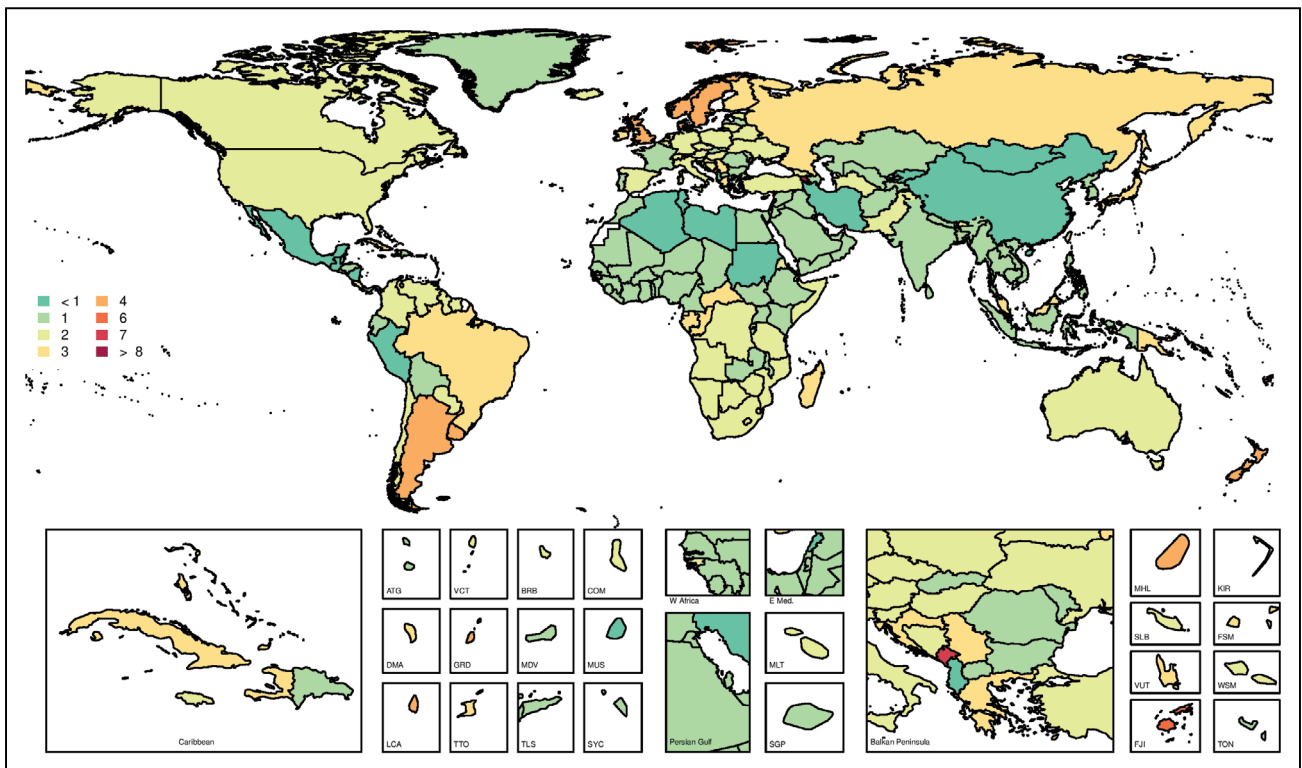 < 1
4
1
6
2
7
3
> 8
ATG
VCT
BRB
COM
W Africa
E Med.
MHL
KIR
DMA
GRD
MDV
MUS
MLT
SLB
FSM
VUT
WSM
Caribbean
LCA
TTO
TLS
SYC
Persian Gulf
SGP
Balkan Peninsula
FJI
TON